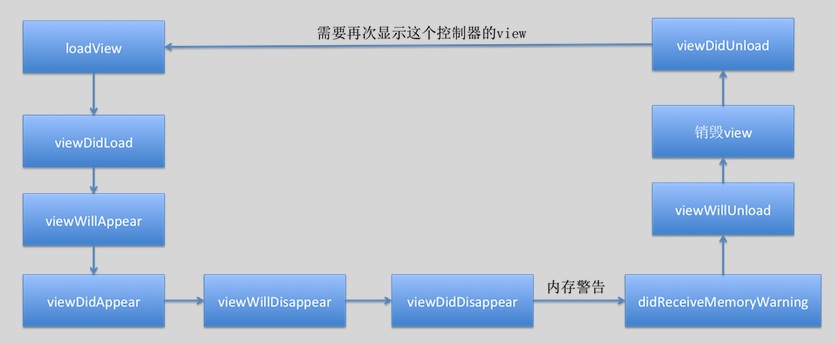 需要再次显示这个控制器的view
loadView
viewDidUnload
viewDidLoad
销毁view
viewWillAppear
viewWillUnload
viewDidAppear
viewWillDisappear
viewDidDisappear
内存警告
didReceiveMemoryWarning